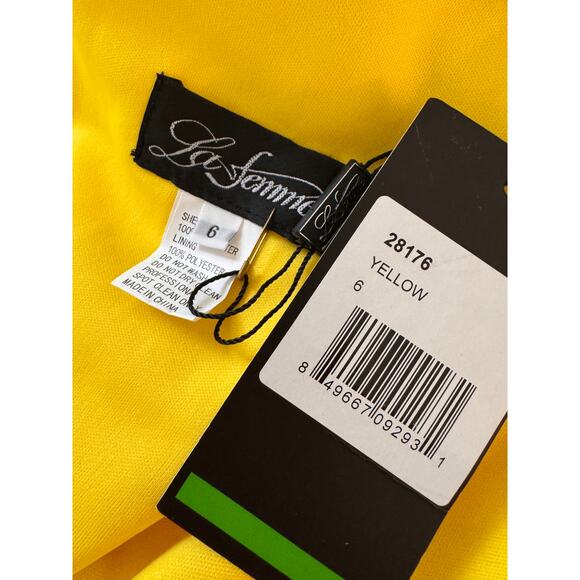 La Femme
6
SHE
100
LINING
100% POLYESTER
DO NOT WASH
DO NOT DRY CLEAN
PROFESSIONAL
SPOT CLEAN ONLY
MADE IN CHINA
28176
YELLOW
6
8 49667 09293 1